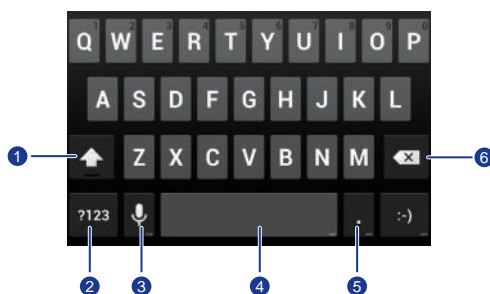 1 2 3 4 5 6 7 8 9 0
Q W E R T Y U I O P
A S D F G H J K L
1 Z X C V B N M 6
?123 . :-)
2 3 4 5